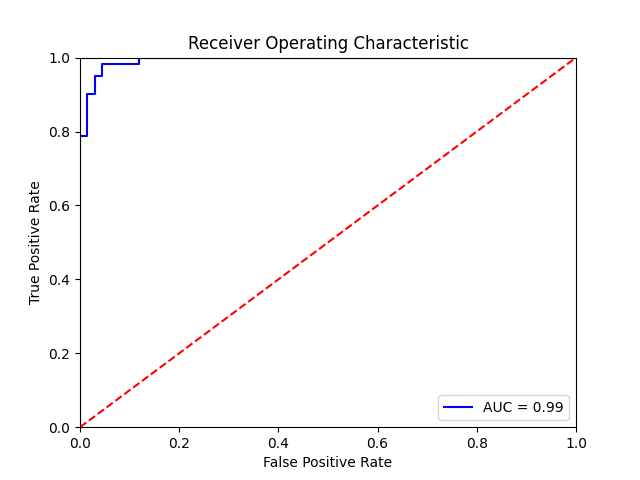 Receiver Operating Characteristic
True Positive Rate
1.0
0.8
0.6
0.4
0.2
0.0
AUC = 0.99
0.0 0.2 0.4 0.6 0.8 1.0
False Positive Rate